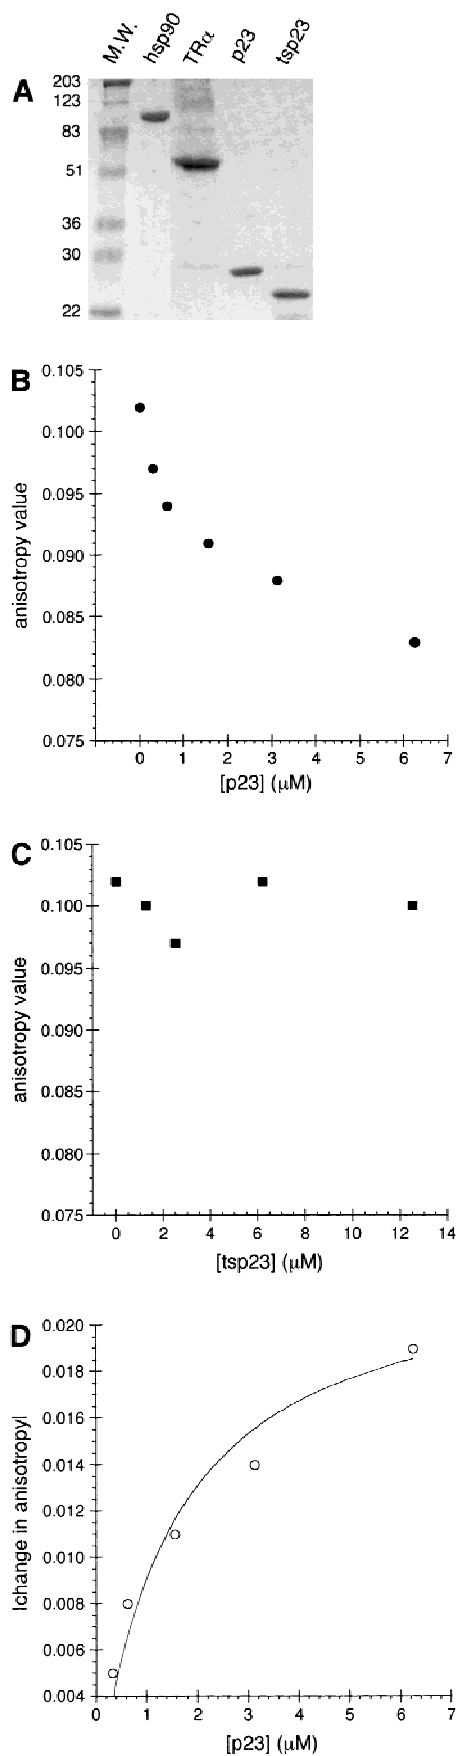 M.W. hsp90 TRα p23 tsp23
A
203
123
83
51
36
30
22
B
0.105
0.100
0.095
0.090
0.085
0.080
0.075
anisotropy value
0 1 2 3 4 5 6 7
[p23] (μM)
C
0.105
0.100
0.095
0.090
0.085
0.080
0.075
anisotropy value
0 2 4 6 8 10 12 14
[tsp23] (μM)
D
0.020
0.018
0.016
0.014
0.012
0.010
0.008
0.006
0.004
|change in anisotropy|
0 1 2 3 4 5 6 7
[p23] (μM)